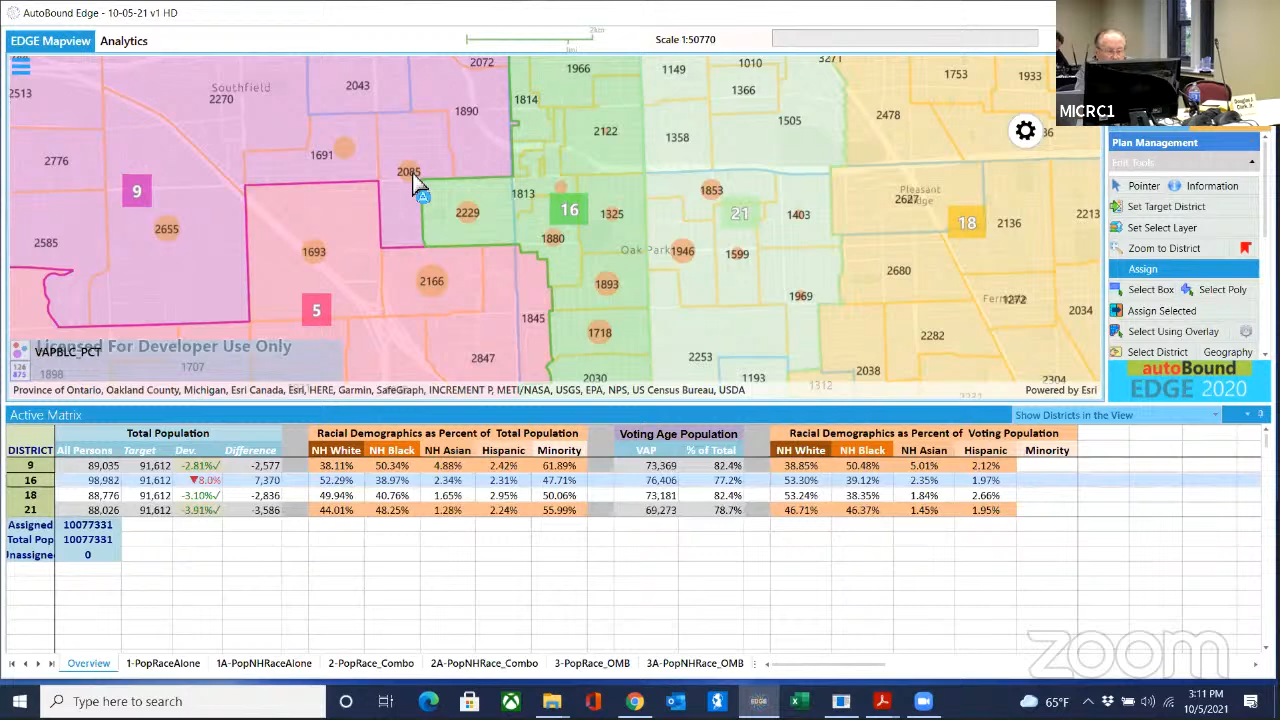 AutoBound Edge - 10-05-21 v1 HD
EDGE Mapview Analytics
2km
Scale 1:50770
MICRC1
2072 1966 1149 1010 3271 1753 1933
Southfield
2513 2270 2043 1890 1814 1366 1505 2478
2122 1358
2776 1691 2085 1813 1853 Pleasant
9 2229 16 1325 21 1403 2627 18 2136 2213
2655 1880
2585 1693 Oak Park 1946 1599 2680
2166 1893 1969 1272 2034
5 1845 1718 2282
Licensed For Developer Use Only
VAPBLC_PCT
1898 1707 2847 2030 2253 1193 1312 2038 2304
Province of Ontario, Oakland County, Michigan, Esri Canada, Esri, HERE, Garmin, SafeGraph, INCREMENT P, METI/NASA, USGS, EPA, NPS, US Census Bureau, USDA
Powered by Esri
Plan Management
Edit Tools
Pointer Information
Set Target District
Set Select Layer
Zoom to District
Assign
Select Box Select Poly
Assign Selected
Select Using Overlay
Select District Geography
autoBound
EDGE 2020
Active Matrix
Show Districts in the View
Total Population Racial Demographics as Percent of Total Population Voting Age Population Racial Demographics as Percent of Voting Population
DISTRICT All Persons Target Dev. Difference NH White NH Black NH Asian Hispanic Minority VAP % of Total NH White NH Black NH Asian Hispanic Minority
9 89,035 91,612 -2.81%✓ -2,577 38.11% 50.34% 4.88% 2.42% 61.89% 73,369 82.4% 38.85% 50.48% 5.01% 2.12%
16 98,982 91,612 ▼8.0% 7,370 52.29% 38.97% 2.34% 2.31% 47.71% 76,406 77.2% 53.30% 39.12% 2.35% 1.97%
18 88,776 91,612 -3.10%✓ -2,836 49.94% 40.76% 1.65% 2.95% 50.06% 73,181 82.4% 53.24% 38.35% 1.84% 2.66%
21 88,026 91,612 -3.91%✓ -3,586 44.01% 48.25% 1.28% 2.24% 55.99% 69,273 78.7% 46.71% 46.37% 1.45% 1.95%
Assigned 10077331
Total Pop 10077331
Unassigned 0
zoom
Overview 1-PopRaceAlone 1A-PopNHRaceAlone 2-PopRace_Combo 2A-PopNHRace_Combo 3-PopRace_OMB 3A-PopNHRace_OMB
Type here to search
EDGE
65°F
3:11 PM
10/5/2021